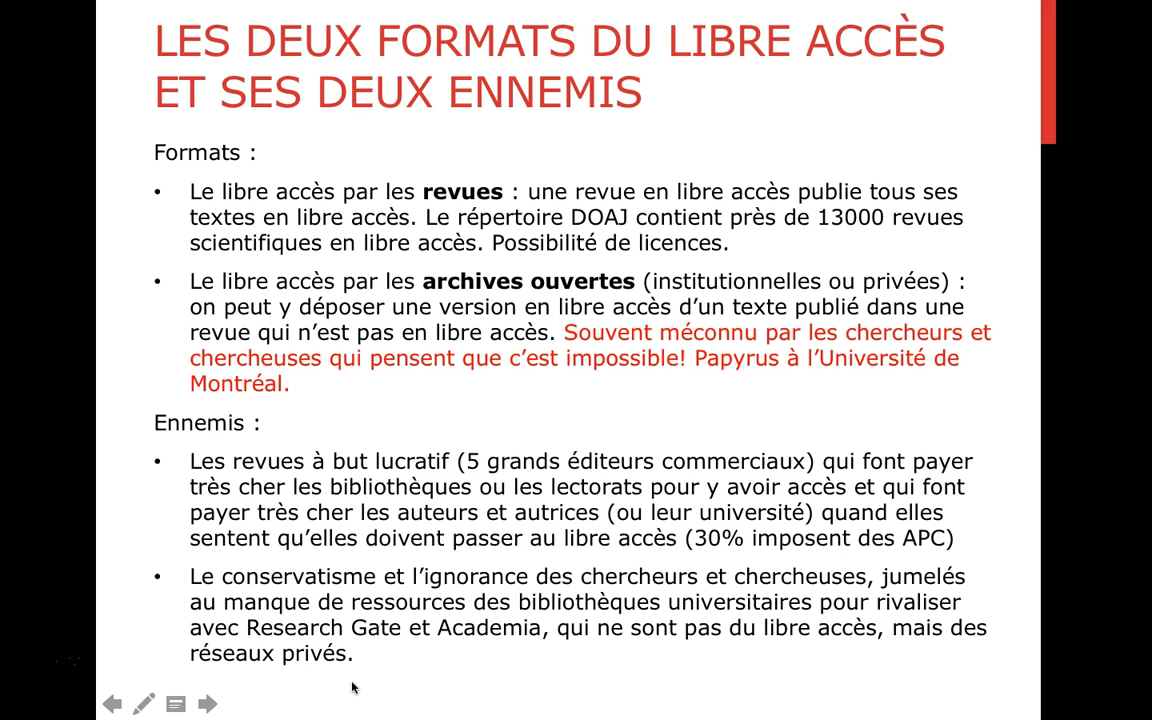 LES DEUX FORMATS DU LIBRE ACCÈS
ET SES DEUX ENNEMIS
Formats :
• Le libre accès par les revues : une revue en libre accès publie tous ses
textes en libre accès. Le répertoire DOAJ contient près de 13000 revues
scientifiques en libre accès. Possibilité de licences.
• Le libre accès par les archives ouvertes (institutionnelles ou privées) :
on peut y déposer une version en libre accès d’un texte publié dans une
revue qui n’est pas en libre accès. Souvent méconnu par les chercheurs et
chercheuses qui pensent que c’est impossible! Papyrus à l’Université de
Montréal.
Ennemis :
• Les revues à but lucratif (5 grands éditeurs commerciaux) qui font payer
très cher les bibliothèques ou les lectorats pour y avoir accès et qui font
payer très cher les auteurs et autrices (ou leur université) quand elles
sentent qu’elles doivent passer au libre accès (30% imposent des APC)
• Le conservatisme et l’ignorance des chercheurs et chercheuses, jumelés
au manque de ressources des bibliothèques universitaires pour rivaliser
avec Research Gate et Academia, qui ne sont pas du libre accès, mais des
réseaux privés.